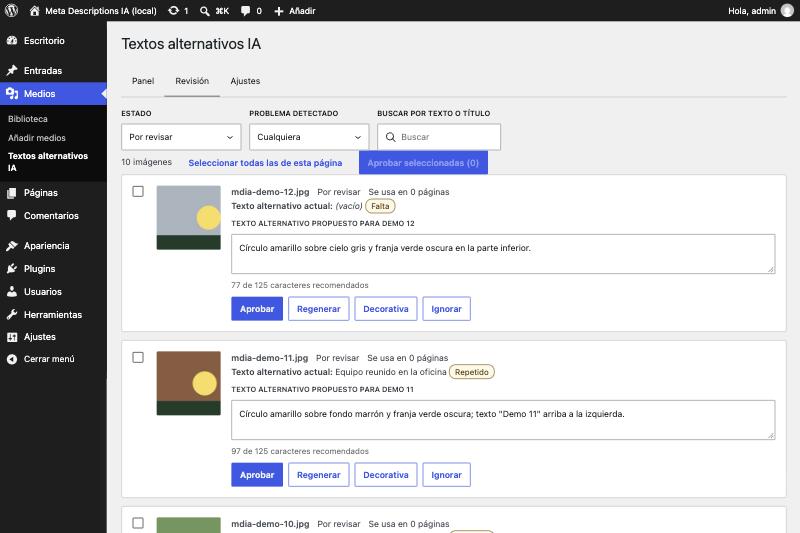 Meta Descriptions IA (local)
1
⌘K
0
Añadir
Hola, admin
Escritorio
Entradas
Medios
Biblioteca
Añadir medios
Textos alternativos
IA
Páginas
Comentarios
Apariencia
Plugins
Usuarios
Herramientas
Ajustes
Cerrar menú
Textos alternativos IA
Panel Revisión Ajustes
ESTADO PROBLEMA DETECTADO BUSCAR POR TEXTO O TÍTULO
Por revisar Cualquiera Buscar
10 imágenes Seleccionar todas las de esta página Aprobar seleccionadas (0)
mdia-demo-12.jpg Por revisar Se usa en 0 páginas
Texto alternativo actual: (vacío) Falta
TEXTO ALTERNATIVO PROPUESTO PARA DEMO 12
Círculo amarillo sobre cielo gris y franja verde oscura en la parte inferior.
77 de 125 caracteres recomendados
Aprobar Regenerar Decorativa Ignorar
mdia-demo-11.jpg Por revisar Se usa en 0 páginas
Texto alternativo actual: Equipo reunido en la oficina Repetido
TEXTO ALTERNATIVO PROPUESTO PARA DEMO 11
Círculo amarillo sobre fondo marrón y franja verde oscura; texto "Demo 11" arriba a la izquierda.
97 de 125 caracteres recomendados
Aprobar Regenerar Decorativa Ignorar
mdia-demo-10.jpg Por revisar Se usa en 0 páginas